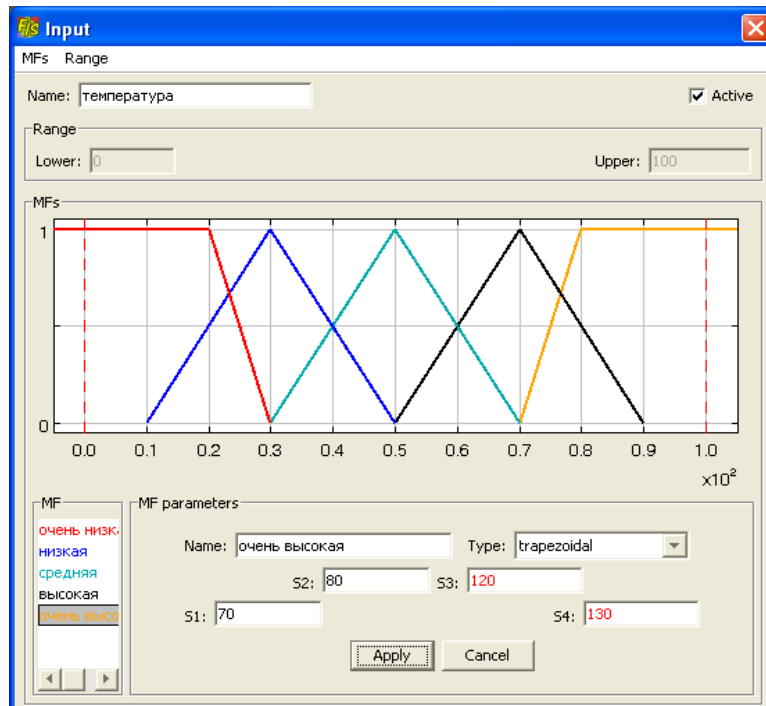 Fis Input
MFs Range
Name: температура Active
Range
Lower: 0 Upper: 100
MFs
1
0
0.0 0.1 0.2 0.3 0.4 0.5 0.6 0.7 0.8 0.9 1.0
x10²
MF
очень низк
низкая
средняя
высокая
очень высо
MF parameters
Name: очень высокая Type: trapezoidal
S2: 80 S3: 120
S1: 70 S4: 130
Apply Cancel